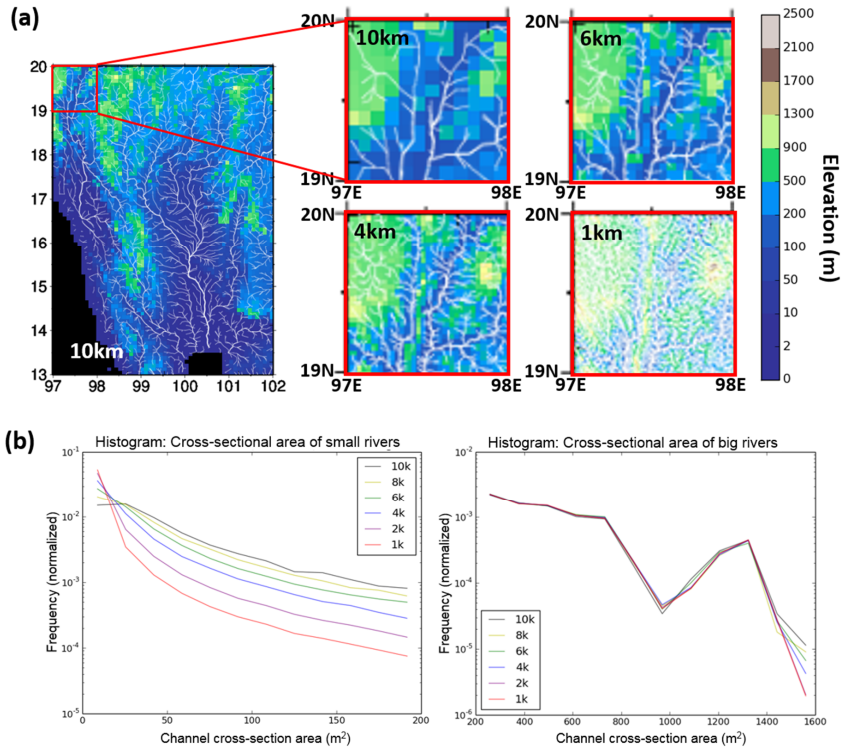 (a)
20
19
18
17
16
15
14
13
10km
97 98 99 100 101 102
20N
10km
19N
97E 98E
20N
6km
19N
97E 98E
20N
4km
19N
97E 98E
20N
1km
19N
97E 98E
2500
2100
1700
1300
900
500
200
100
50
10
2
0
Elevation (m)
(b)
Histogram: Cross-sectional area of small rivers
Frequency (normalized)
10^-1
10^-2
10^-3
10^-4
10^-5
10k
8k
6k
4k
2k
1k
0 50 100 150 200
Channel cross-section area (m²)
Histogram: Cross-sectional area of big rivers
Frequency (normalized)
10^-2
10^-3
10^-4
10^-5
10^-6
10k
8k
6k
4k
2k
1k
200 400 600 800 1000 1200 1400 1600
Channel cross-section area (m²)